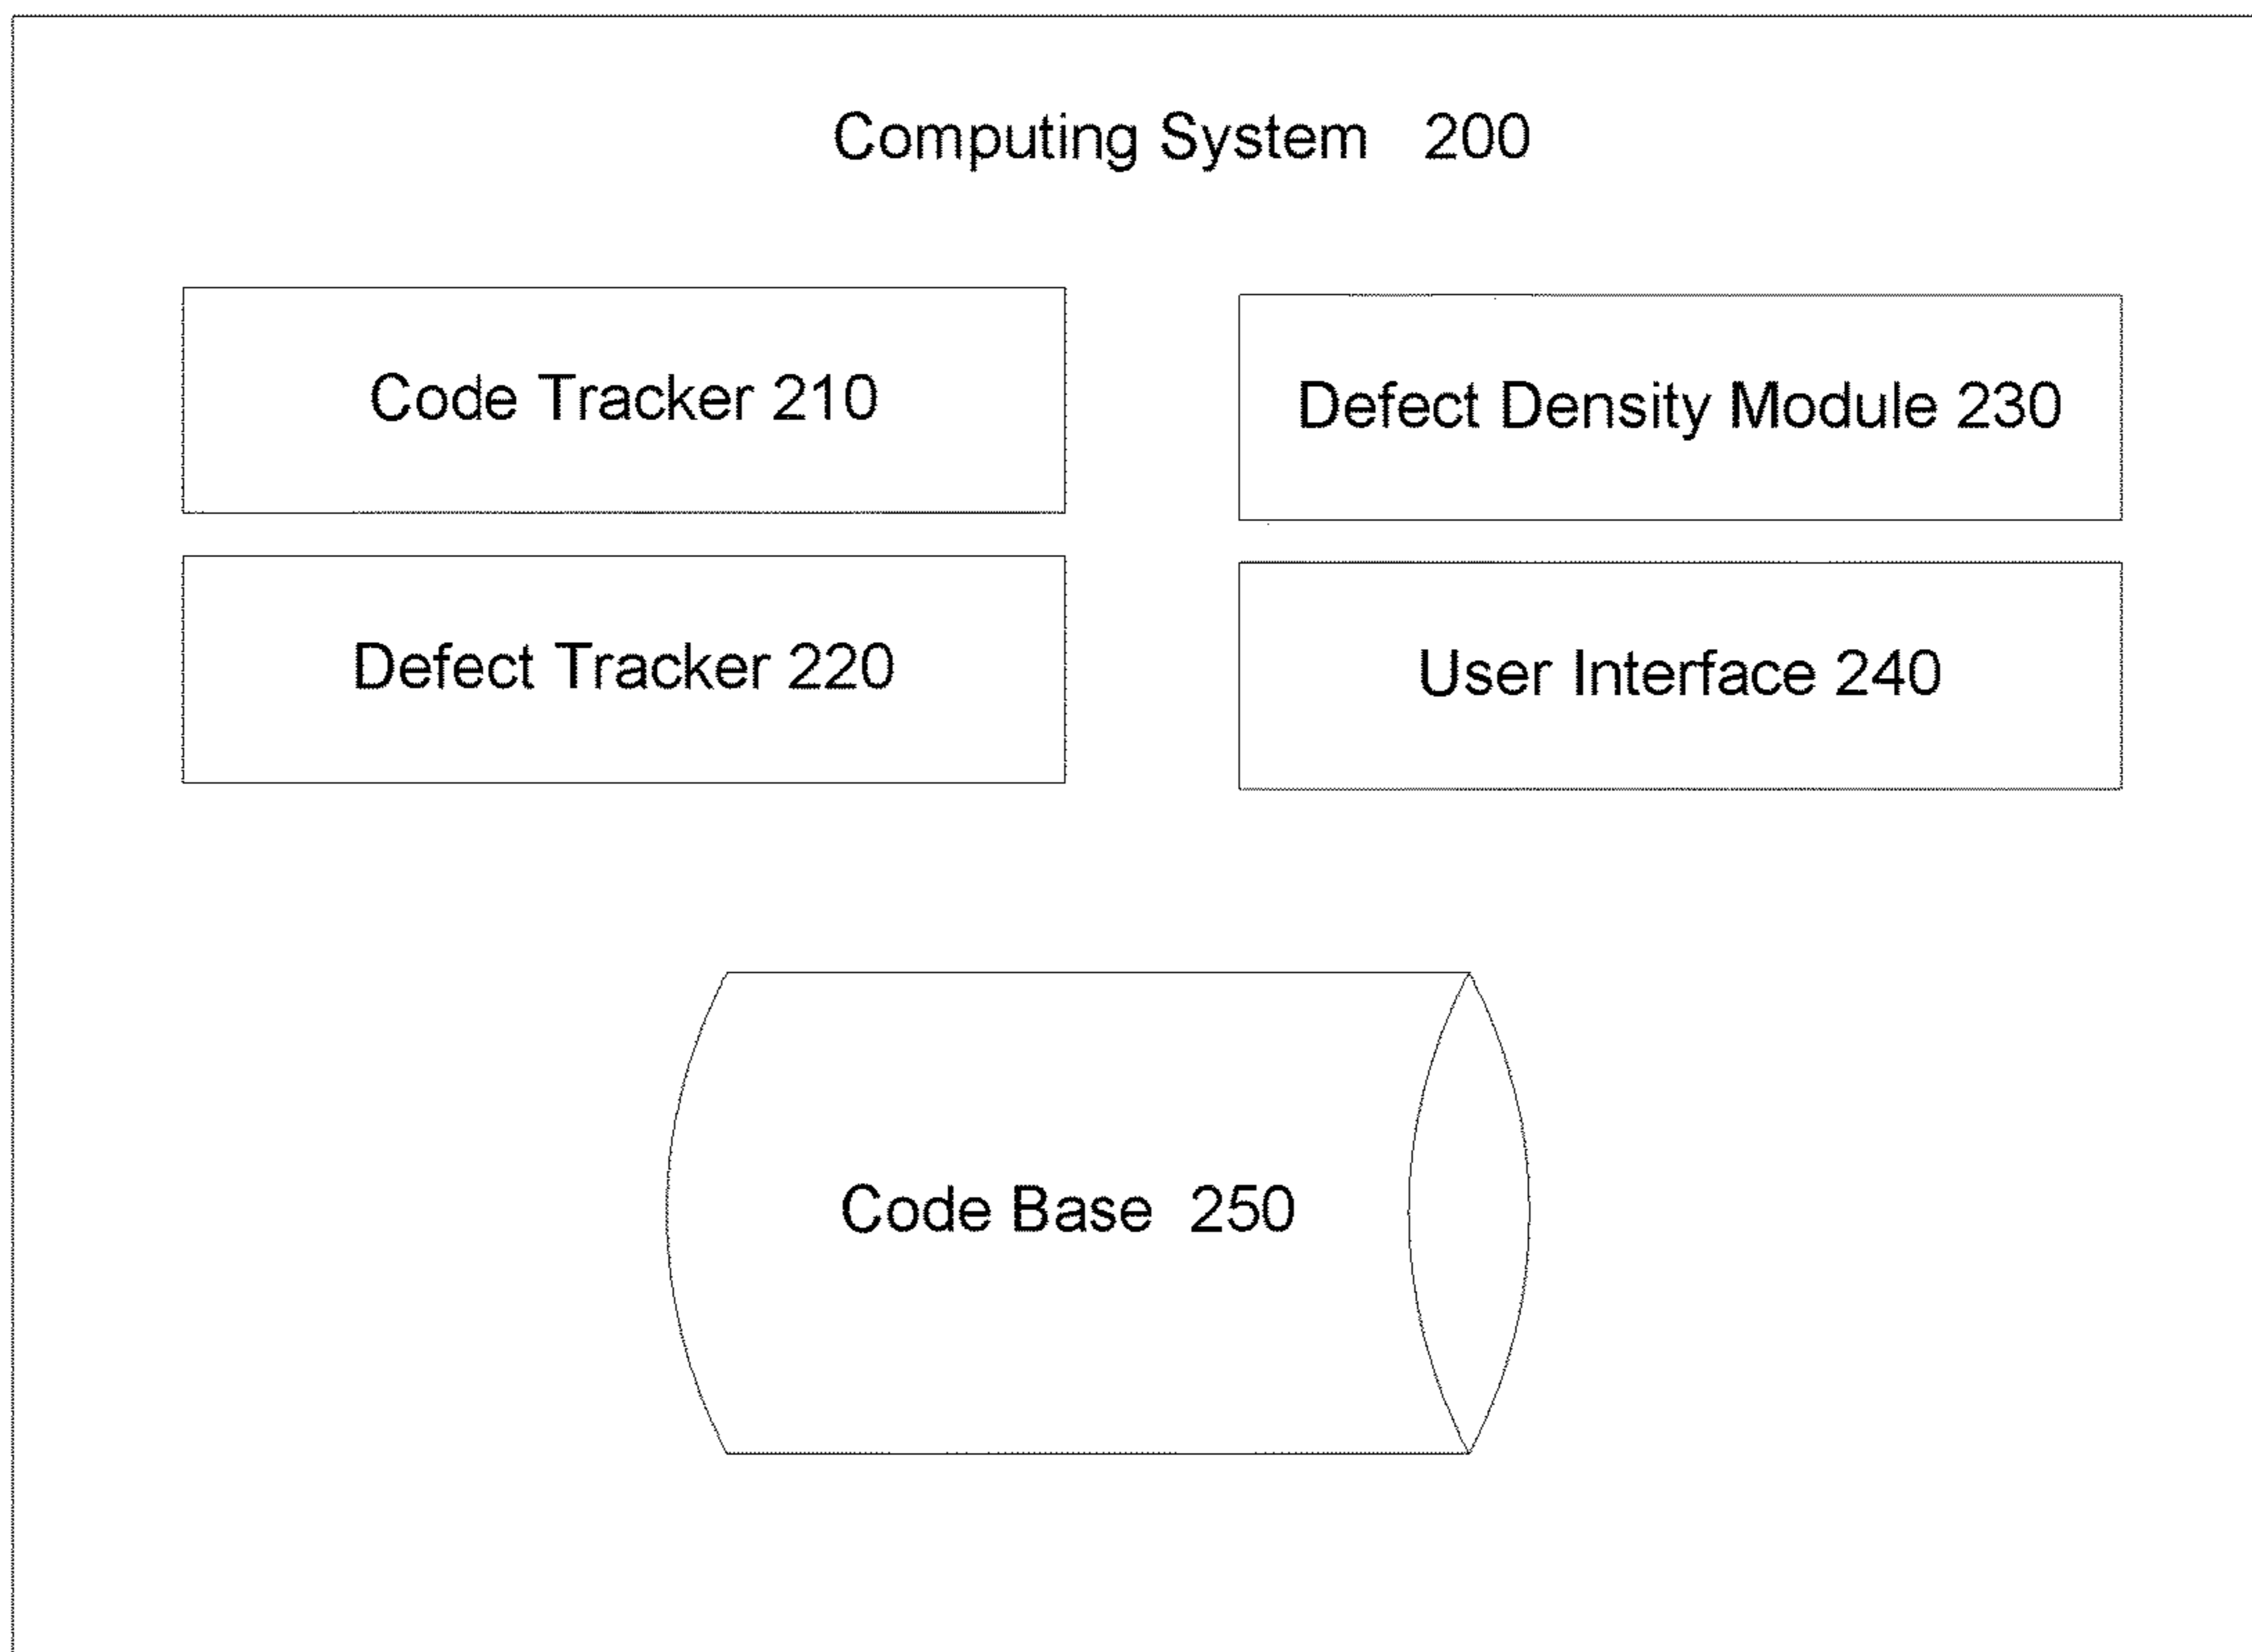 Computing System 200
Code Tracker 210
Defect Density Module 230
Defect Tracker 220
User Interface 240
Code Base 250